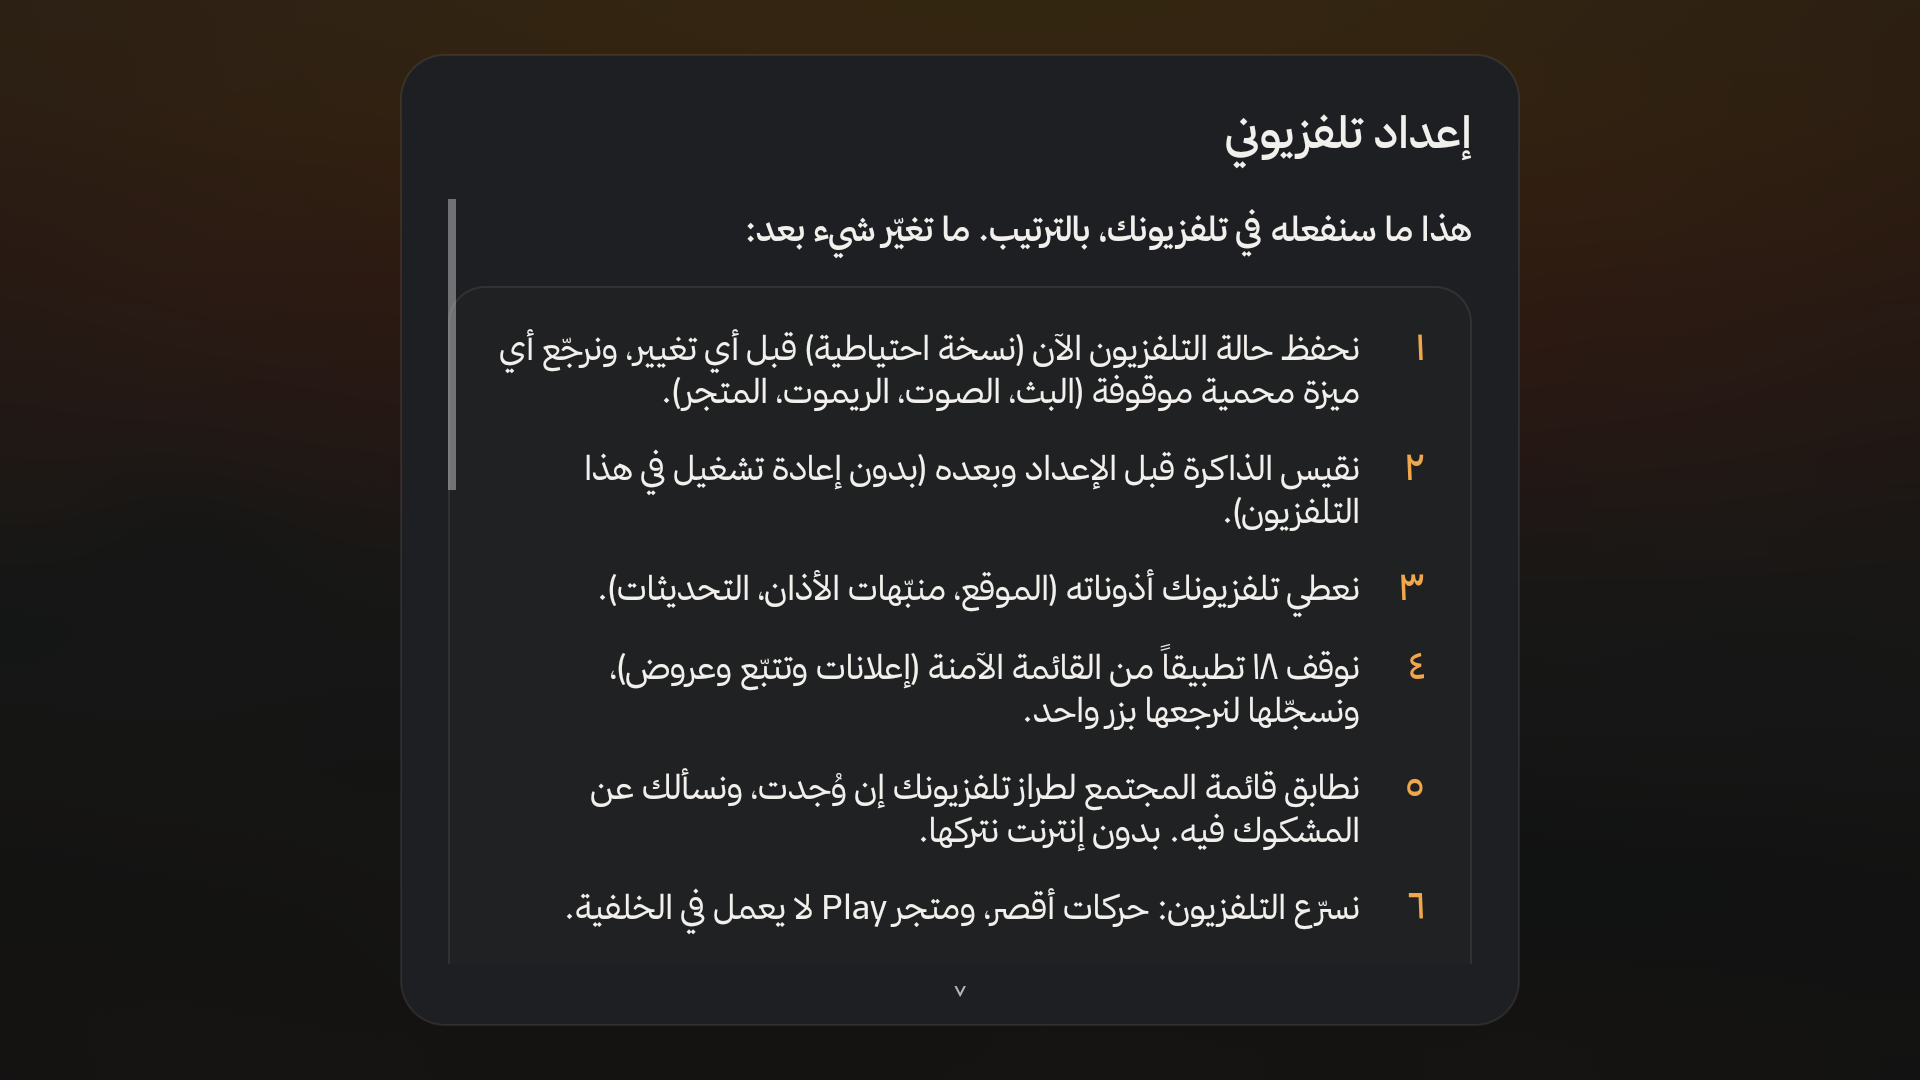 إعداد تلفزيوني
هذا ما سنفعله في تلفزيونك، بالترتيب. ما تغيّر شيء بعد:
١ نحفظ حالة التلفزيون الآن (نسخة احتياطية) قبل أي تغيير، ونرجّع أي
ميزة محمية موقوفة (البث، الصوت، الريموت، المتجر).
٢ نقيس الذاكرة قبل الإعداد وبعده (بدون إعادة تشغيل في هذا
التلفزيون).
٣ نعطي تلفزيونك أذوناته (الموقع، منبّهات الأذان، التحديثات).
٤ نوقف ١٨ تطبيقاً من القائمة الآمنة (إعلانات وتتبّع وعروض)،
ونسجّلها لنرجعها بزر واحد.
٥ نطابق قائمة المجتمع لطراز تلفزيونك إن وُجدت، ونسألك عن
المشكوك فيه. بدون إنترنت نتركها.
٦ نسرّع التلفزيون: حركات أقصر، ومتجر Play لا يعمل في الخلفية.